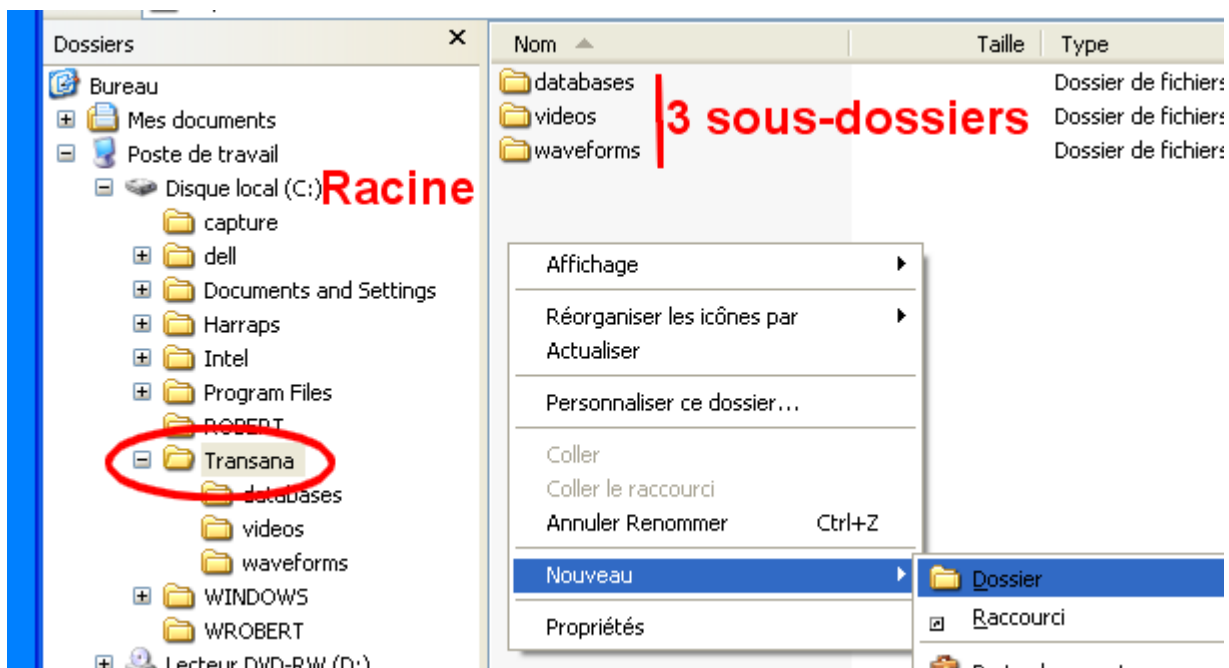 Dossiers
Bureau
Mes documents
Poste de travail
Disque local (C:) Racine
capture
dell
Documents and Settings
Harraps
Intel
Program Files
ROBERT
Transana
databases
videos
waveforms
WINDOWS
WROBERT
Lecteur DVD-RW (D:)
Nom Taille Type
databases Dossier de fichiers
videos Dossier de fichiers
waveforms Dossier de fichiers
3 sous-dossiers
Affichage
Réorganiser les icônes par
Actualiser
Personnaliser ce dossier...
Coller
Coller le raccourci
Annuler Renommer Ctrl+Z
Nouveau
Propriétés
Dossier
Raccourci